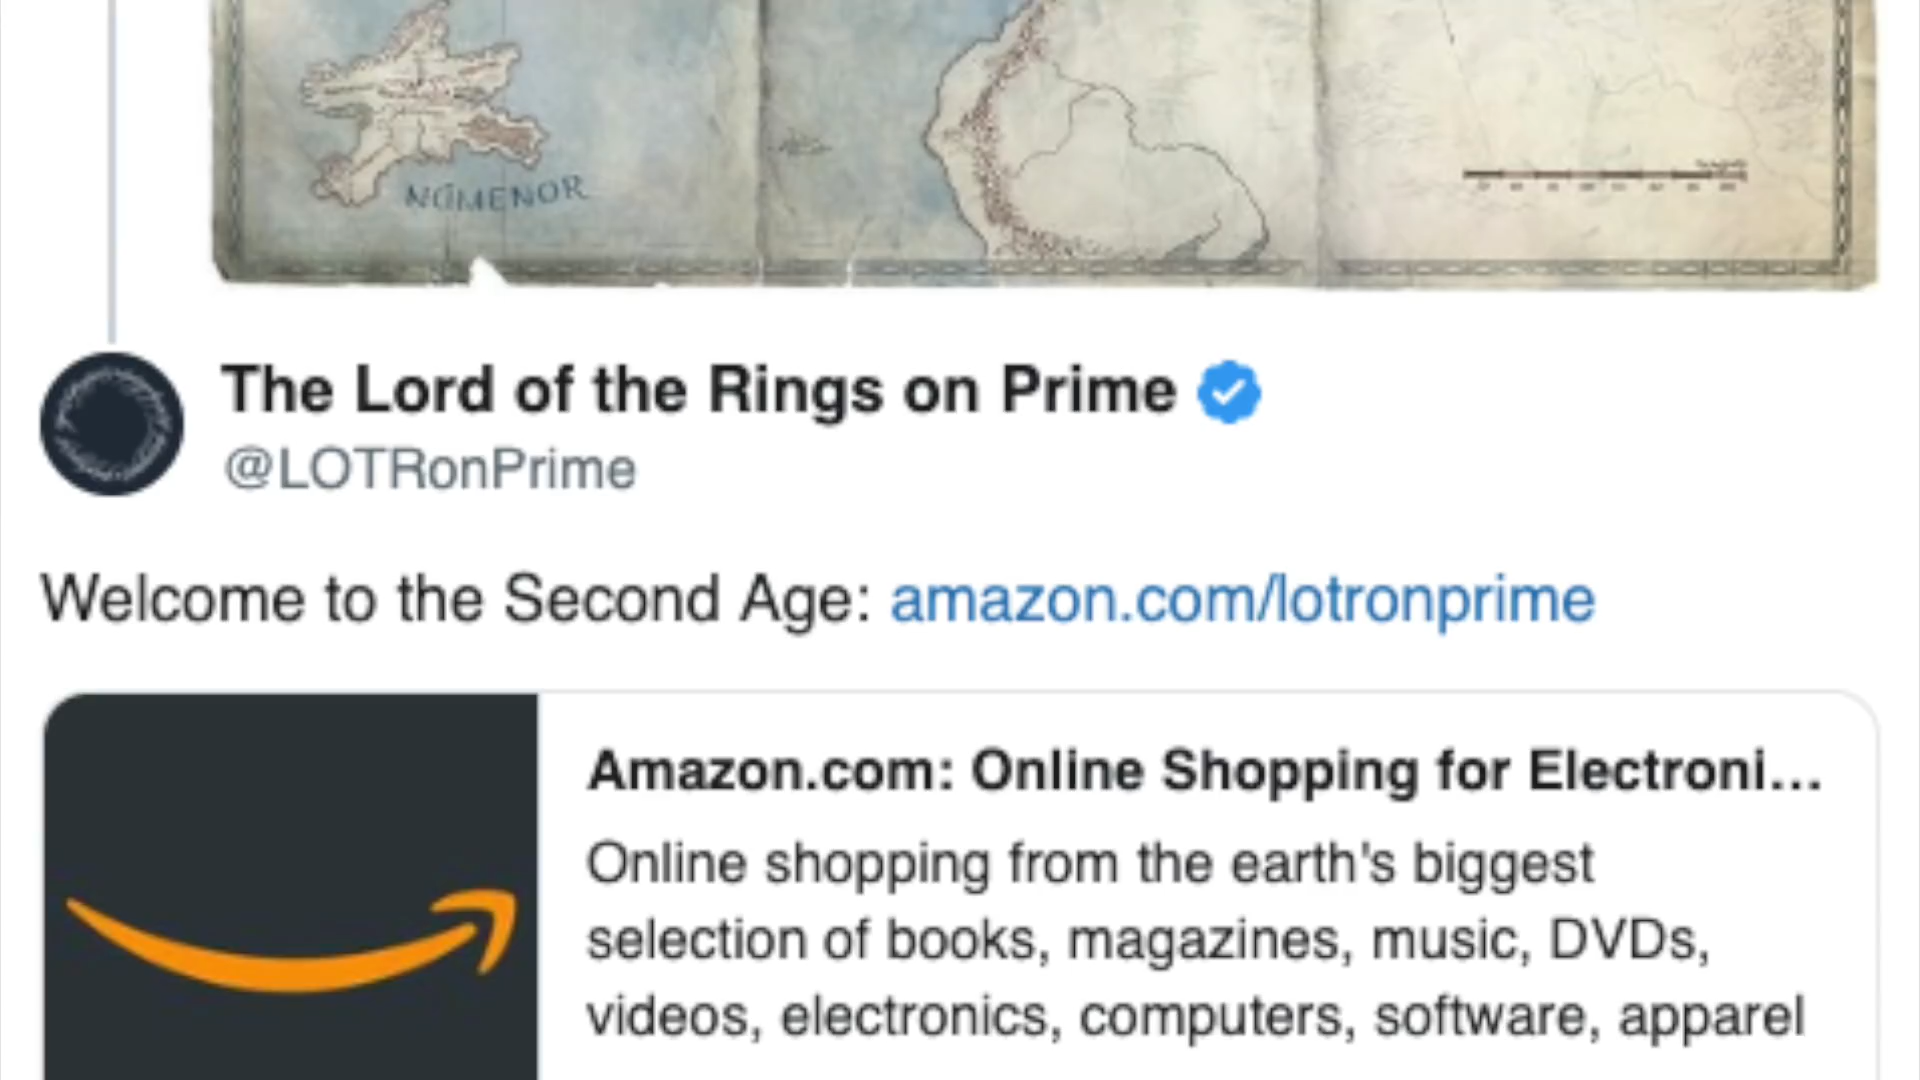 NÚMENOR
The Lord of the Rings on Prime
@LOTRonPrime
Welcome to the Second Age: amazon.com/lotronprime
Amazon.com: Online Shopping for Electroni...
Online shopping from the earth's biggest
selection of books, magazines, music, DVDs,
videos, electronics, computers, software, apparel